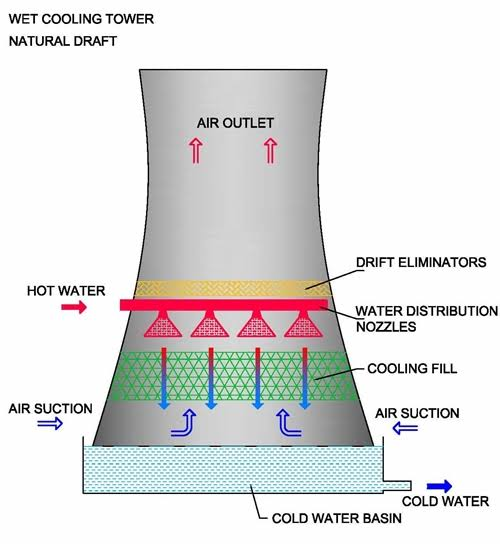 WET COOLING TOWER
NATURAL DRAFT
AIR OUTLET
DRIFT ELIMINATORS
HOT WATER
WATER DISTRIBUTION
NOZZLES
COOLING FILL
AIR SUCTION
AIR SUCTION
COLD WATER
COLD WATER BASIN